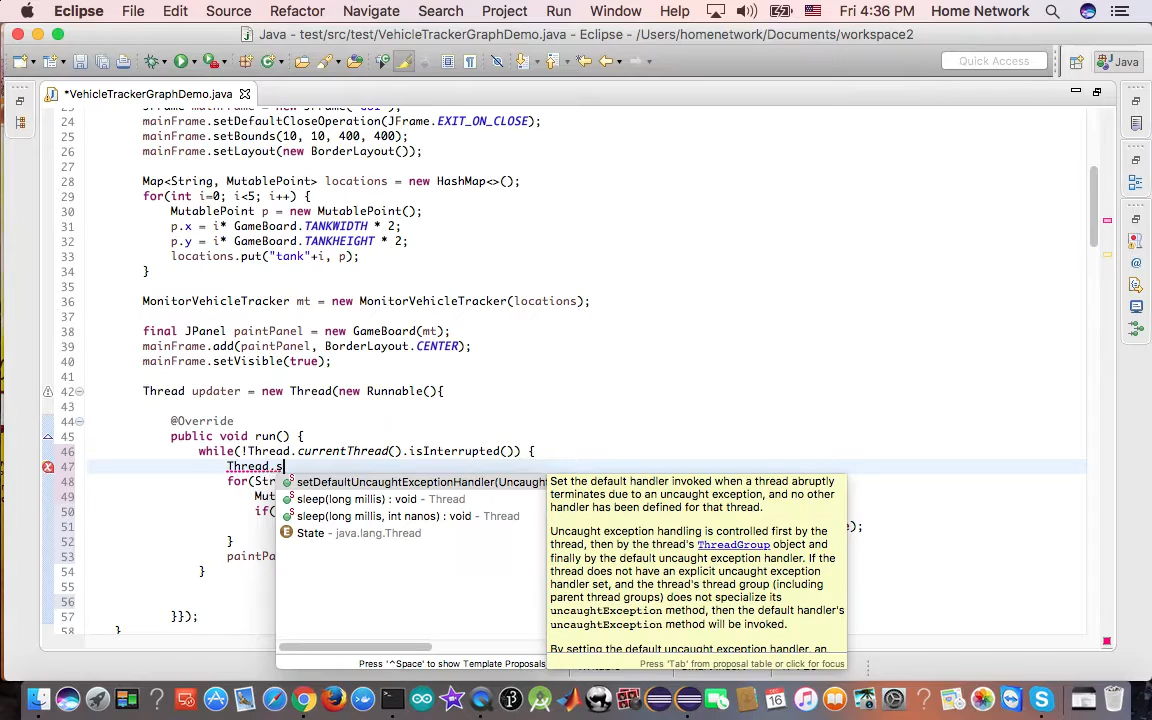 Eclipse File Edit Source Refactor Navigate Search Project Run Window Help Fri 4:36 PM Home Network
Java - test/src/test/VehicleTrackerGraphDemo.java - Eclipse - /Users/homenetwork/Documents/workspace2
Quick Access
Java
*VehicleTrackerGraphDemo.java
24 mainFrame.setDefaultCloseOperation(JFrame.EXIT_ON_CLOSE);
25 mainFrame.setBounds(10, 10, 400, 400);
26 mainFrame.setLayout(new BorderLayout());
27
28 Map<String, MutablePoint> locations = new HashMap<>();
29 for(int i=0; i<5; i++) {
30 MutablePoint p = new MutablePoint();
31 p.x = i* GameBoard.TANKWIDTH * 2;
32 p.y = i* GameBoard.TANKHEIGHT * 2;
33 locations.put("tank"+i, p);
34 }
35
36 MonitorVehicleTracker mt = new MonitorVehicleTracker(locations);
37
38 final JPanel paintPanel = new GameBoard(mt);
39 mainFrame.add(paintPanel, BorderLayout.CENTER);
40 mainFrame.setVisible(true);
41
42 Thread updater = new Thread(new Runnable(){
43
44 @Override
45 public void run() {
46 while(!Thread.currentThread().isInterrupted()) {
47 Thread.s
48 for(Str
49 Mut
50 if(
51 e);
52 }
53 paintPa
54 }
55
56
57 }});
58 }
setDefaultUncaughtExceptionHandler(Uncaught
sleep(long millis) : void - Thread
sleep(long millis, int nanos) : void - Thread
State - java.lang.Thread
Press '^Space' to show Template Proposals
Set the default handler invoked when a thread abruptly
terminates due to an uncaught exception, and no other
handler has been defined for that thread.
Uncaught exception handling is controlled first by the
thread, then by the thread's ThreadGroup object and
finally by the default uncaught exception handler. If the
thread does not have an explicit uncaught exception
handler set, and the thread's thread group (including
parent thread groups) does not specialize its
uncaughtException method, then the default handler's
uncaughtException method will be invoked.
By setting the default uncaught exception handler, an
Press 'Tab' from proposal table or click for focus